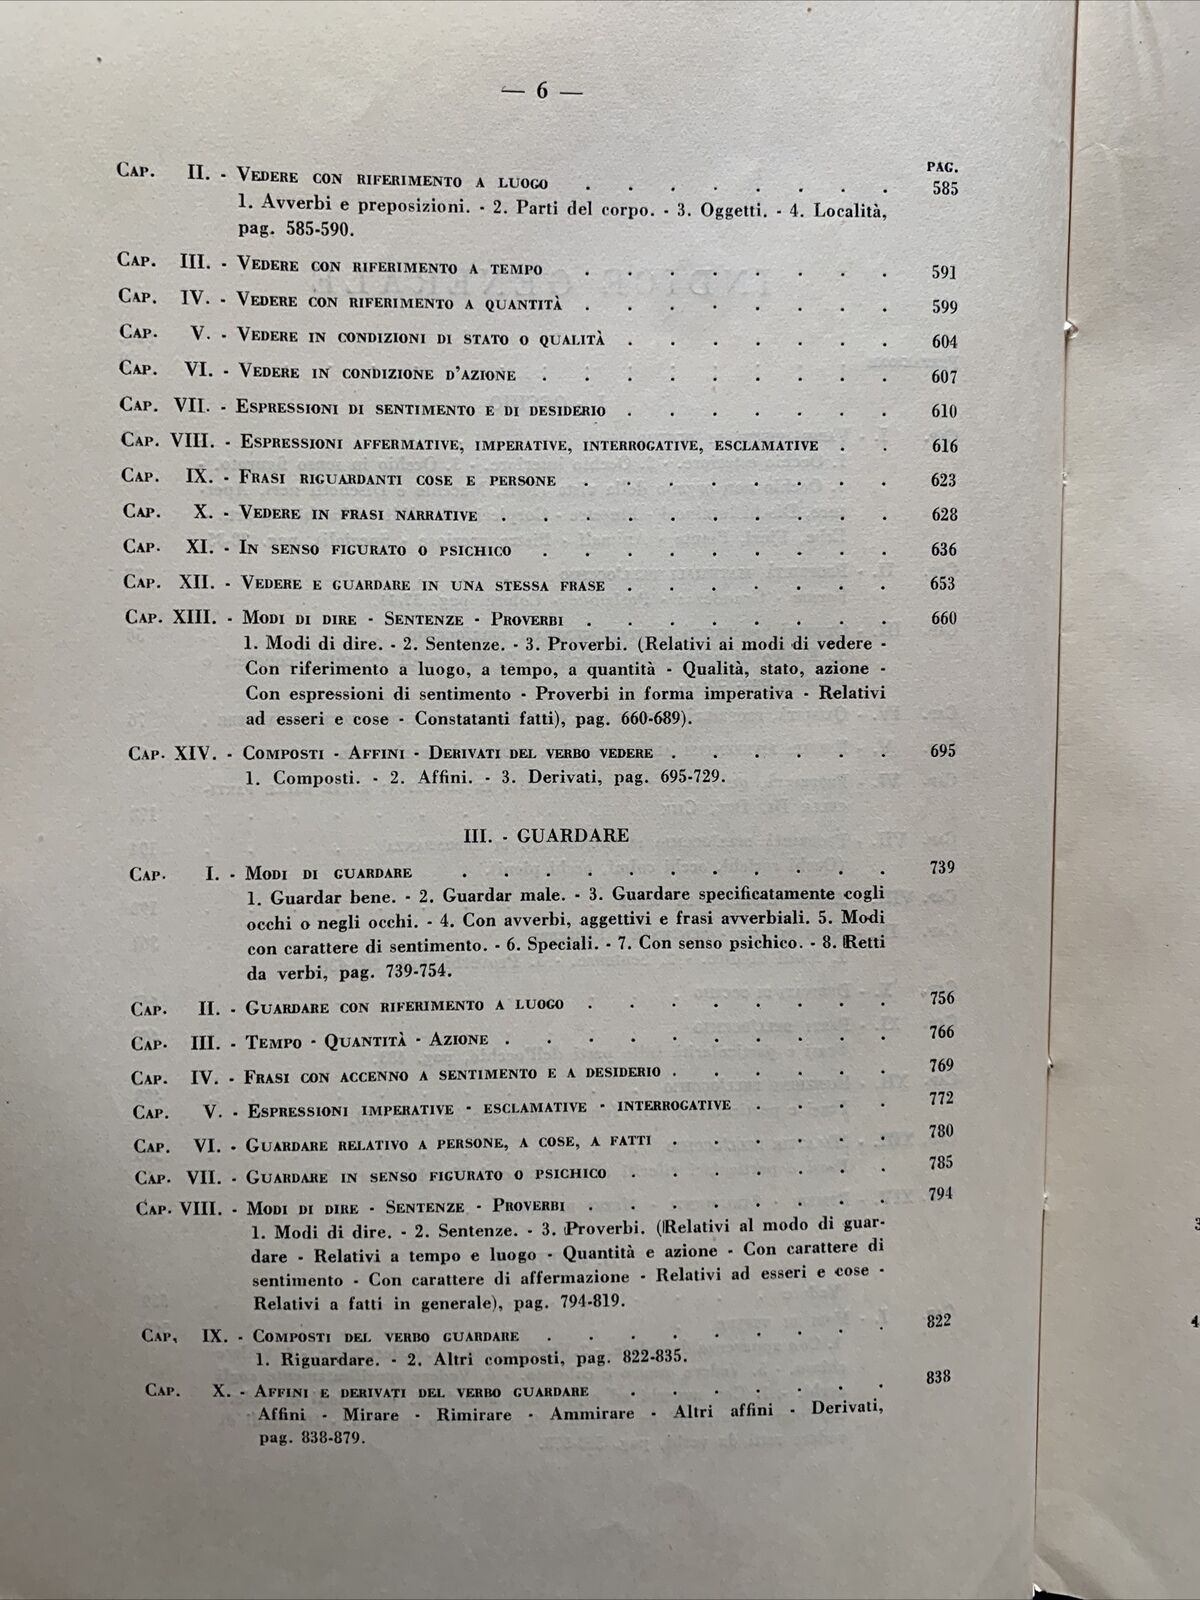 — 6 —
PAG.
Cap. II. - Vedere con riferimento a luogo . . . . . . . . 585
1. Avverbi e preposizioni. - 2. Parti del corpo. - 3. Oggetti. - 4. Località,
pag. 585-590.
Cap. III. - Vedere con riferimento a tempo . . . . . . . . 591
Cap. IV. - Vedere con riferimento a quantità . . . . . . . . 599
Cap. V. - Vedere in condizioni di stato o qualità . . . . . . . 604
Cap. VI. - Vedere in condizione d'azione . . . . . . . . . 607
Cap. VII. - Espressioni di sentimento e di desiderio . . . . . . . 610
Cap. VIII. - Espressioni affermative, imperative, interrogative, esclamative . . 616
Cap. IX. - Frasi riguardanti cose e persone . . . . . . . . 623
Cap. X. - Vedere in frasi narrative . . . . . . . . . . 628
Cap. XI. - In senso figurato o psichico . . . . . . . . . 636
Cap. XII. - Vedere e guardare in una stessa frase . . . . . . . 653
Cap. XIII. - Modi di dire - Sentenze - Proverbi . . . . . . . . 660
1. Modi di dire. - 2. Sentenze. - 3. Proverbi. (Relativi ai modi di vedere -
Con riferimento a luogo, a tempo, a quantità - Qualità, stato, azione -
Con espressioni di sentimento - Proverbi in forma imperativa - Relativi
ad esseri e cose - Constatanti fatti), pag. 660-689).
Cap. XIV. - Composti - Affini - Derivati del verbo vedere . . . . . . 695
1. Composti. - 2. Affini. - 3. Derivati, pag. 695-729.
III. - GUARDARE
Cap. I. - Modi di guardare . . . . . . . . . . . 739
1. Guardar bene. - 2. Guardar male. - 3. Guardare specificatamente cogli
occhi o negli occhi. - 4. Con avverbi, aggettivi e frasi avverbiali. 5. Modi
con carattere di sentimento. - 6. Speciali. - 7. Con senso psichico. - 8. Retti
da verbi, pag. 739-754.
Cap. II. - Guardare con riferimento a luogo . . . . . . . . 756
Cap. III. - Tempo - Quantità - Azione . . . . . . . . . . 766
Cap. IV. - Frasi con accenno a sentimento e a desiderio . . . . . . 769
Cap. V. - Espressioni imperative - esclamative - interrogative . . . . 772
Cap. VI. - Guardare relativo a persone, a cose, a fatti . . . . . . 780
Cap. VII. - Guardare in senso figurato o psichico . . . . . . . 785
Cap. VIII. - Modi di dire - Sentenze - Proverbi . . . . . . . . 794
1. Modi di dire. - 2. Sentenze. - 3. Proverbi. (Relativi al modo di guar-
dare - Relativi a tempo e luogo - Quantità e azione - Con carattere di
sentimento - Con carattere di affermazione - Relativi ad esseri e cose -
Relativi a fatti in generale), pag. 794-819.
Cap. IX. - Composti del verbo guardare . . . . . . . . . 822
1. Riguardare. - 2. Altri composti, pag. 822-835.
Cap. X. - Affini e derivati del verbo guardare . . . . . . . 838
Affini - Mirare - Rimirare - Ammirare - Altri affini - Derivati,
pag. 838-879.